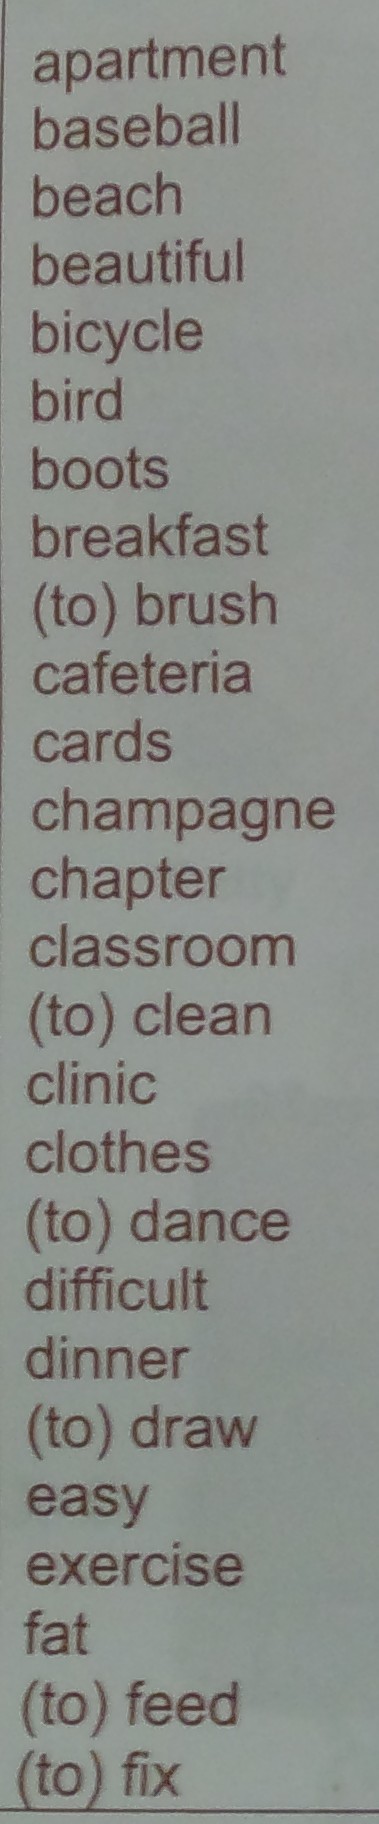 apartment
baseball
beach
beautiful
bicycle
bird
boots
breakfast
(to) brush
cafeteria
cards
champagne
chapter
classroom
(to) clean
clinic
clothes
(to) dance
difficult
dinner
(to) draw
easy
exercise
fat
(to) feed
(to) fix